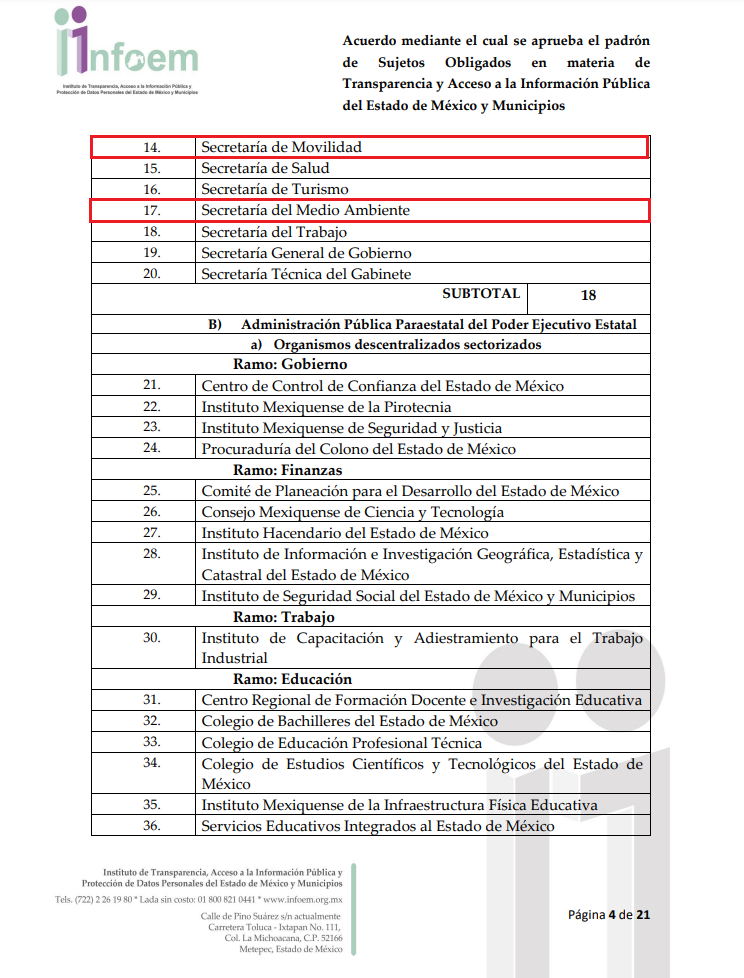 infoem
Instituto de Transparencia, Acceso a la Información Pública y
Protección de Datos Personales del Estado de México y Municipios
Acuerdo mediante el cual se aprueba el padrón
de Sujetos Obligados en materia de
Transparencia y Acceso a la Información Pública
del Estado de México y Municipios
14. Secretaría de Movilidad
15. Secretaría de Salud
16. Secretaría de Turismo
17. Secretaría del Medio Ambiente
18. Secretaría del Trabajo
19. Secretaría General de Gobierno
20. Secretaría Técnica del Gabinete
SUBTOTAL 18
B) Administración Pública Paraestatal del Poder Ejecutivo Estatal
a) Organismos descentralizados sectorizados
Ramo: Gobierno
21. Centro de Control de Confianza del Estado de México
22. Instituto Mexiquense de la Pirotecnia
23. Instituto Mexiquense de Seguridad y Justicia
24. Procuraduría del Colono del Estado de México
Ramo: Finanzas
25. Comité de Planeación para el Desarrollo del Estado de México
26. Consejo Mexiquense de Ciencia y Tecnología
27. Instituto Hacendario del Estado de México
28. Instituto de Información e Investigación Geográfica, Estadística y
Catastral del Estado de México
29. Instituto de Seguridad Social del Estado de México y Municipios
Ramo: Trabajo
30. Instituto de Capacitación y Adiestramiento para el Trabajo
Industrial
Ramo: Educación
31. Centro Regional de Formación Docente e Investigación Educativa
32. Colegio de Bachilleres del Estado de México
33. Colegio de Educación Profesional Técnica
34. Colegio de Estudios Científicos y Tecnológicos del Estado de
México
35. Instituto Mexiquense de la Infraestructura Física Educativa
36. Servicios Educativos Integrados al Estado de México
Instituto de Transparencia, Acceso a la Información Pública y
Protección de Datos Personales del Estado de México y Municipios
Tels. (722) 2 26 19 80 * Lada sin costo: 01 800 821 0441 * www.infoem.org.mx
Calle de Pino Suárez s/n actualmente
Carretera Toluca - Ixtapan No. 111,
Col. La Michoacana, C.P. 52166
Metepec, Estado de México
Página 4 de 21